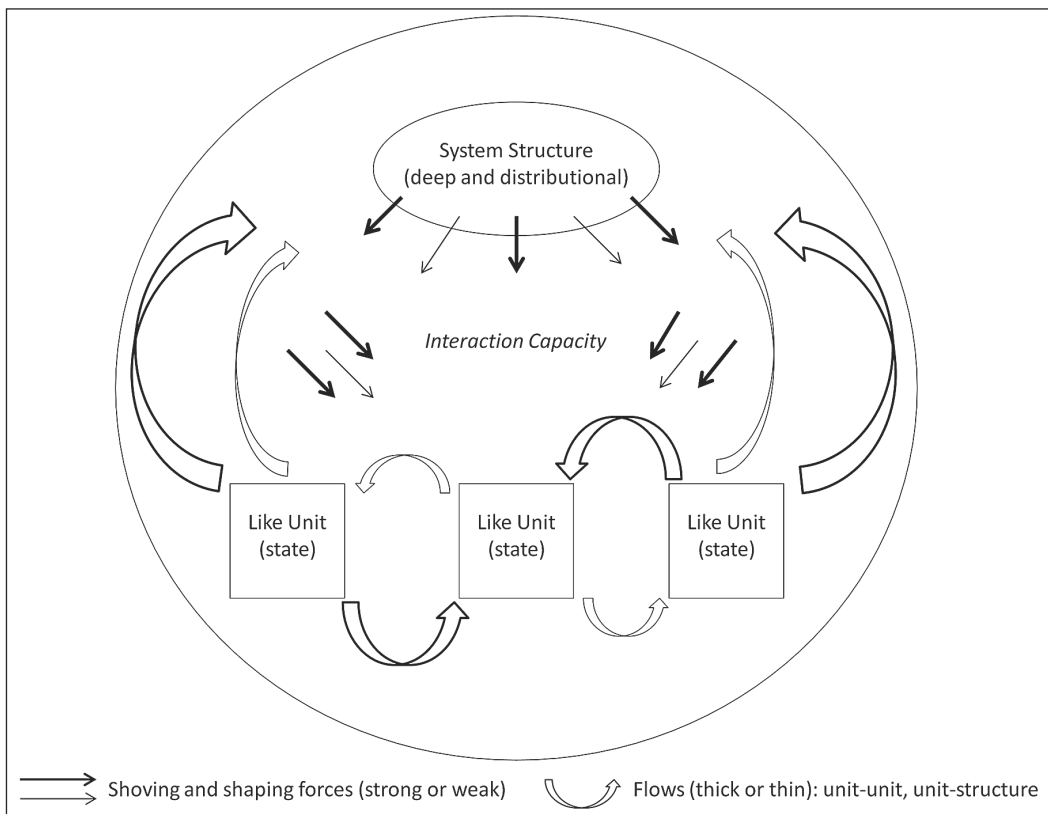 System Structure
(deep and distributional)
Interaction Capacity
Like Unit
(state)
Like Unit
(state)
Like Unit
(state)
Shoving and shaping forces (strong or weak)
Flows (thick or thin): unit-unit, unit-structure